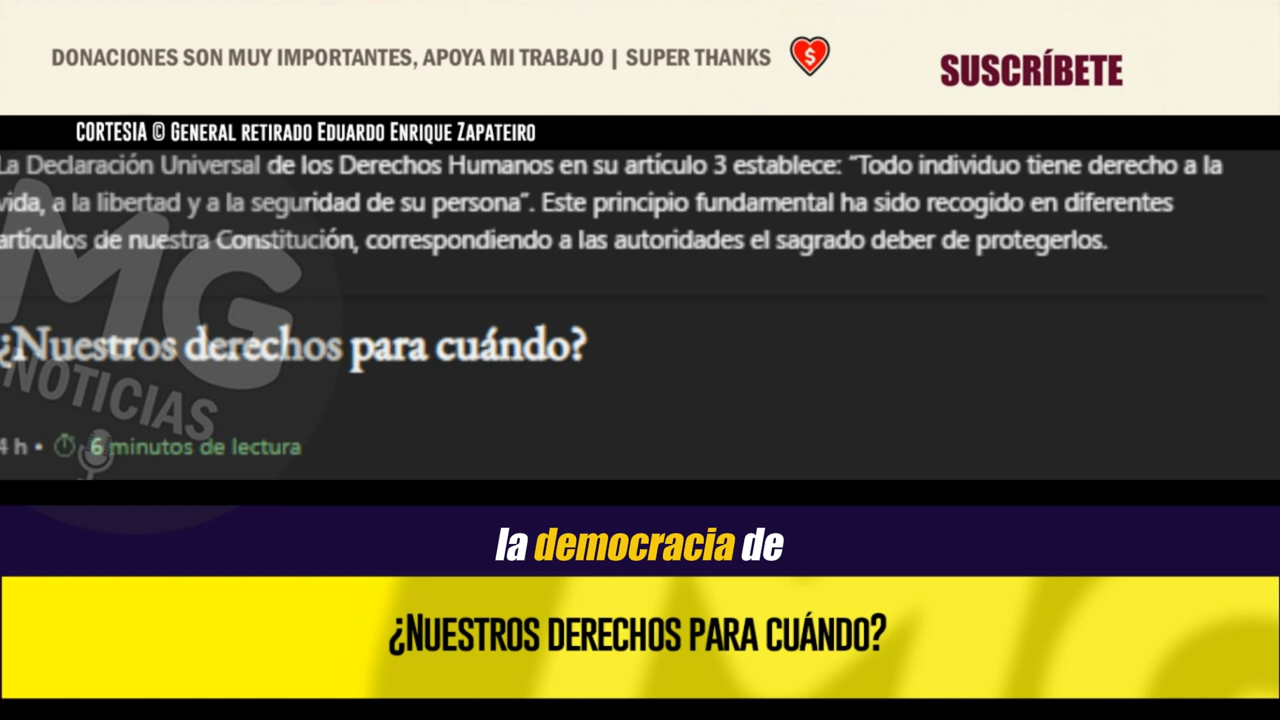 DONACIONES SON MUY IMPORTANTES, APOYA MI TRABAJO | SUPER THANKS
$
SUSCRÍBETE
CORTESIA © GENERAL RETIRADO EDUARDO ENRIQUE ZAPATEIRO
La Declaración Universal de los Derechos Humanos en su artículo 3 establece: "Todo individuo tiene derecho a la
vida, a la libertad y a la seguridad de su persona". Este principio fundamental ha sido recogido en diferentes
artículos de nuestra Constitución, correspondiendo a las autoridades el sagrado deber de protegerlos.
MG
¿Nuestros derechos para cuándo?
NOTICIAS
4 h • 6 minutos de lectura
la democracia de
¿NUESTROS DERECHOS PARA CUÁNDO?
MG